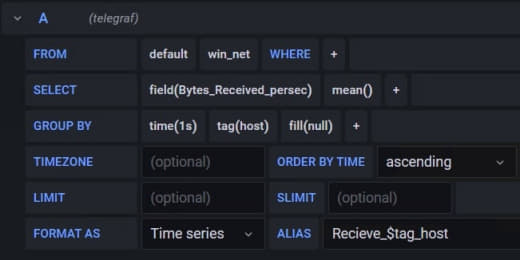 A (telegraf)
FROM default win_net WHERE +
SELECT field(Bytes_Received_persec) mean() +
GROUP BY time(1s) tag(host) fill(null) +
TIMEZONE (optional) ORDER BY TIME ascending
LIMIT (optional) SLIMIT (optional)
FORMAT AS Time series ALIAS Recieve_$tag_host